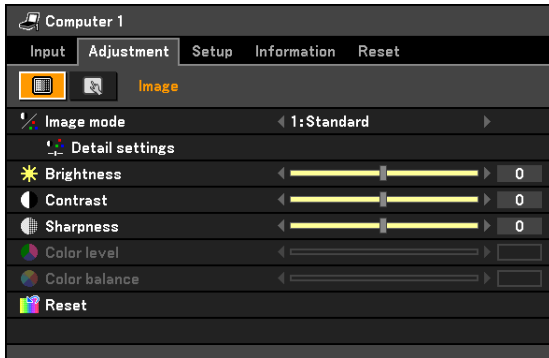 Computer 1
Input Adjustment Setup Information Reset
Image
Image mode 1:Standard
Detail settings
Brightness 0
Contrast 0
Sharpness 0
Color level
Color balance
Reset